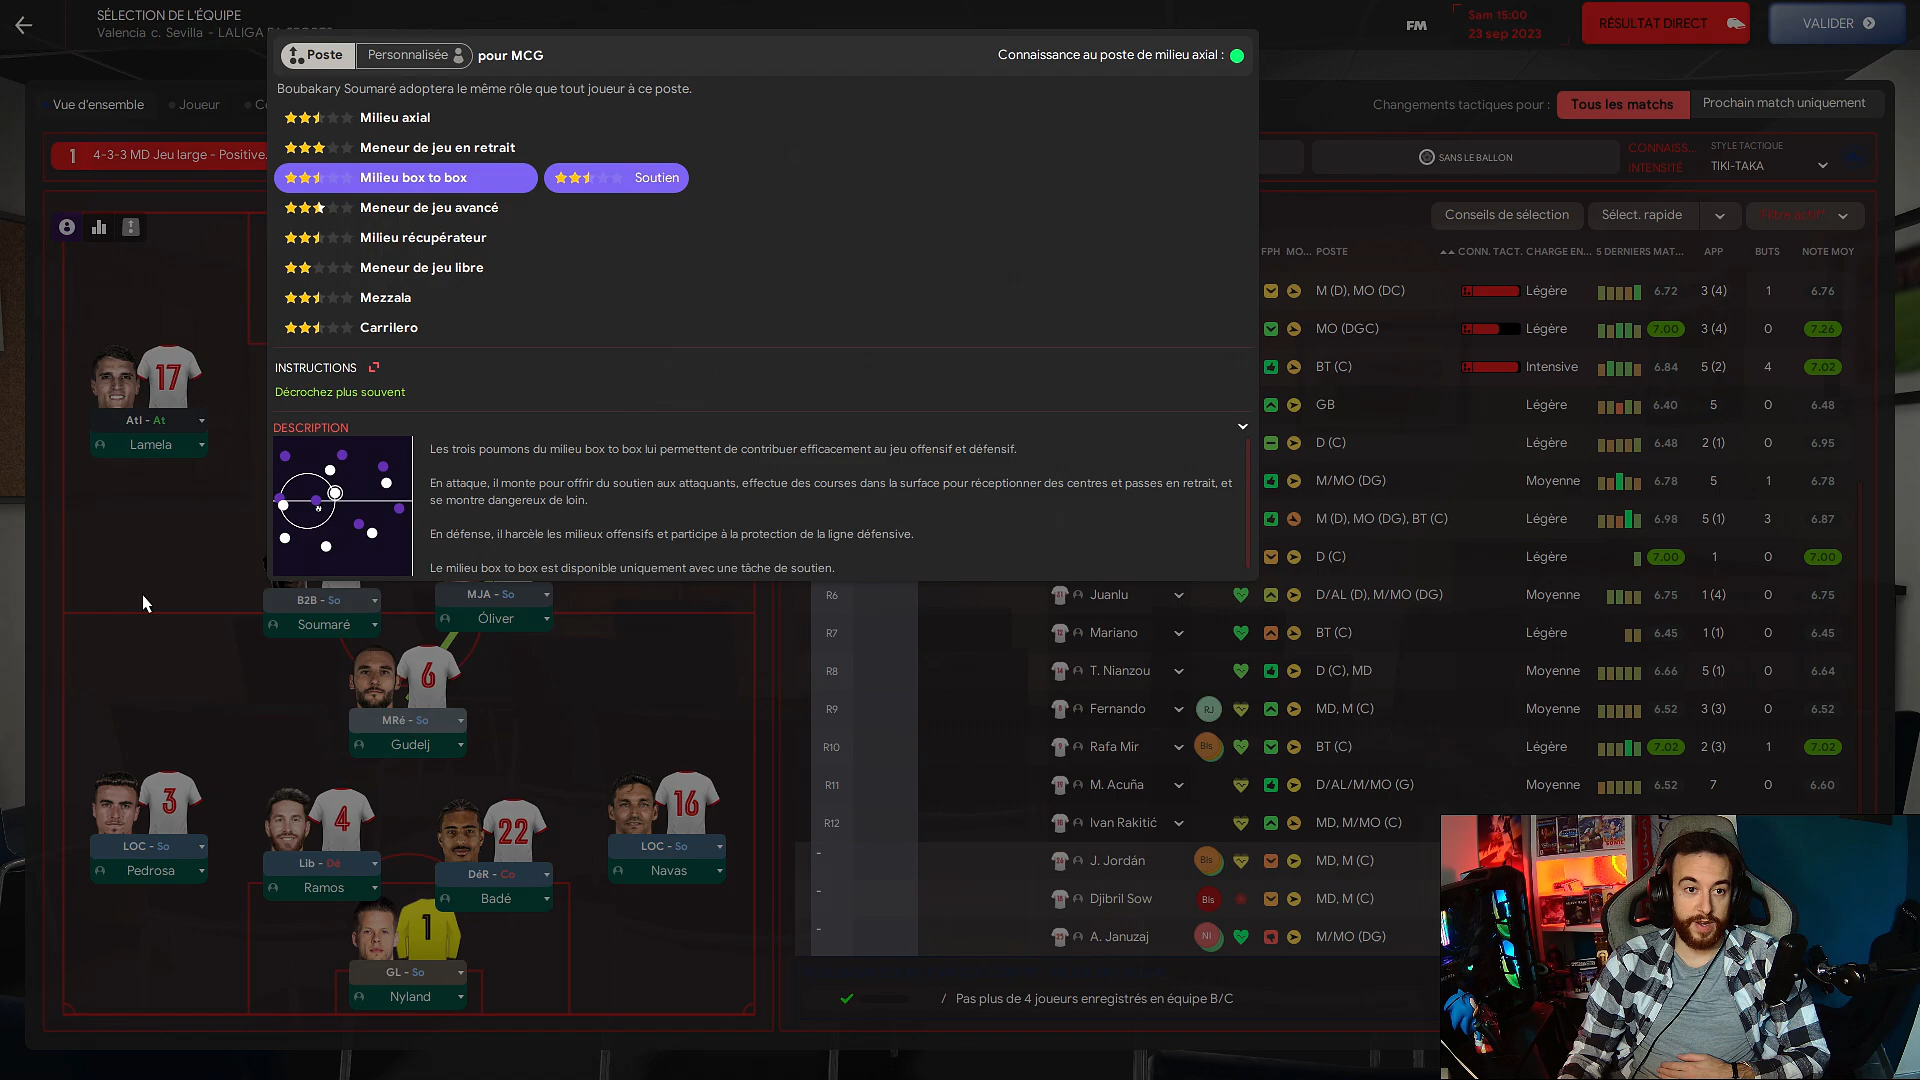 SÉLECTION DE L'ÉQUIPE
Valencia c. Sevilla - LALIGA
FM
Sam 15:00
23 sep 2023
RÉSULTAT DIRECT
VALIDER
Poste
Personnalisée
pour MCG
Connaissance au poste de milieu axial :
Boubakary Soumaré adoptera le même rôle que tout joueur à ce poste.
Vue d'ensemble
Joueur
Changements tactiques pour :
Tous les matchs
Prochain match uniquement
Milieu axial
1
4-3-3 MD Jeu large - Positive.
Meneur de jeu en retrait
SANS LE BALLON
CONNAISS...
INTENSITÉ
STYLE TACTIQUE
TIKI-TAKA
Milieu box to box
Soutien
Meneur de jeu avancé
Milieu récupérateur
Meneur de jeu libre
Mezzala
Carrilero
Conseils de sélection
Sélect. rapide
Filtre actif!
FPH MO... POSTE CONN. TACT. CHARGE EN... 5 DERNIERS MAT... APP BUTS NOTE MOY
M (D), MO (DC) Légère 6.72 3 (4) 1 6.76
MO (DGC) Légère 7.00 3 (4) 0 7.26
BT (C) Intensive 6.84 5 (2) 4 7.02
GB Légère 6.40 5 0 6.48
D (C) Légère 6.48 2 (1) 0 6.95
M/MO (DG) Moyenne 6.78 5 1 6.78
M (D), MO (DG), BT (C) Légère 6.98 5 (1) 3 6.87
D (C) Légère 7.00 1 0 7.00
R6 Juanlu D/AL (D), M/MO (DG) Moyenne 6.75 1 (4) 0 6.75
R7 Mariano BT (C) Légère 6.45 1 (1) 0 6.45
R8 T. Nianzou D (C), MD Moyenne 6.66 5 (1) 0 6.64
R9 Fernando RJ MD, M (C) Moyenne 6.52 3 (3) 0 6.52
R10 Rafa Mir Bls BT (C) Légère 7.02 2 (3) 1 7.02
R11 M. Acuña D/AL/M/MO (G) Moyenne 6.52 7 0 6.60
R12 Ivan Rakitić MD, M/MO (C)
- J. Jordán Bls MD, M (C)
- Djibril Sow Bls MD, M (C)
- A. Januzaj NI M/MO (DG)
/ Pas plus de 4 joueurs enregistrés en équipe B/C
INSTRUCTIONS
Décrochez plus souvent
DESCRIPTION
Les trois poumons du milieu box to box lui permettent de contribuer efficacement au jeu offensif et défensif.
En attaque, il monte pour offrir du soutien aux attaquants, effectue des courses dans la surface pour réceptionner des centres et passes en retrait, et
se montre dangereux de loin.
En défense, il harcèle les milieux offensifs et participe à la protection de la ligne défensive.
Le milieu box to box est disponible uniquement avec une tâche de soutien.
17
AtI - At
Lamela
B2B - So
Soumaré
MJA - So
Óliver
6
MRé - So
Gudelj
3
LOC - So
Pedrosa
4
Lib - Dé
Ramos
22
DéR - Co
Badé
16
LOC - So
Navas
1
GL - So
Nyland